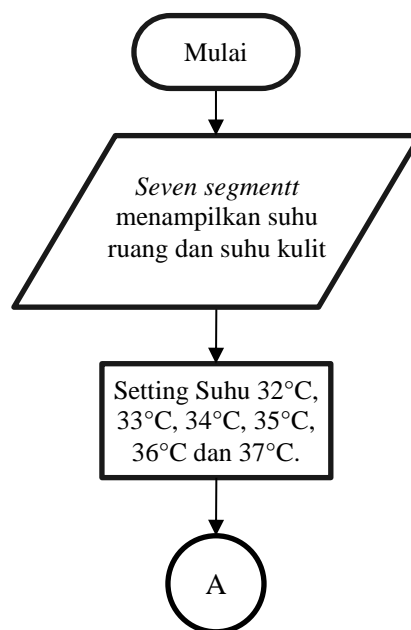 Mulai
Seven segmentt
menampilkan suhu
ruang dan suhu kulit
Setting Suhu 32°C,
33°C, 34°C, 35°C,
36°C dan 37°C.
A